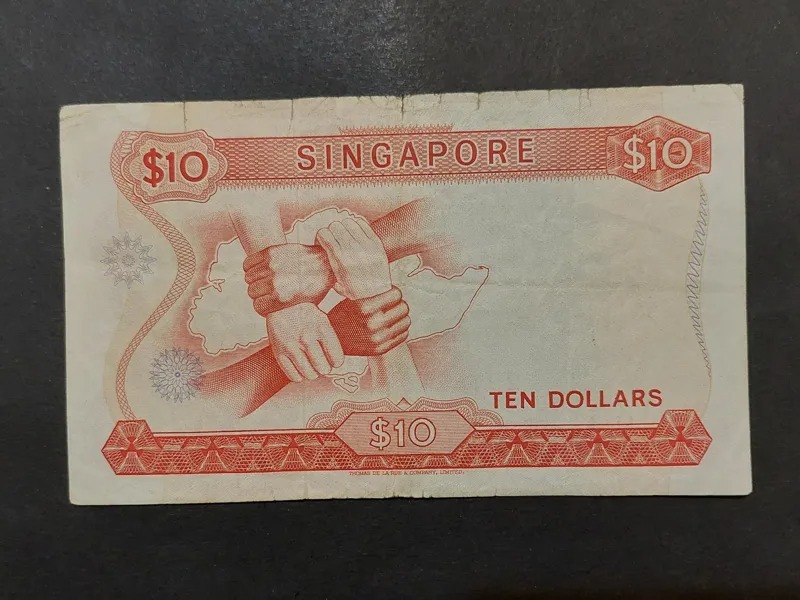 $10 SINGAPORE $10
TEN DOLLARS
$10
THOMAS DE LA RUE & COMPANY, LIMITED.